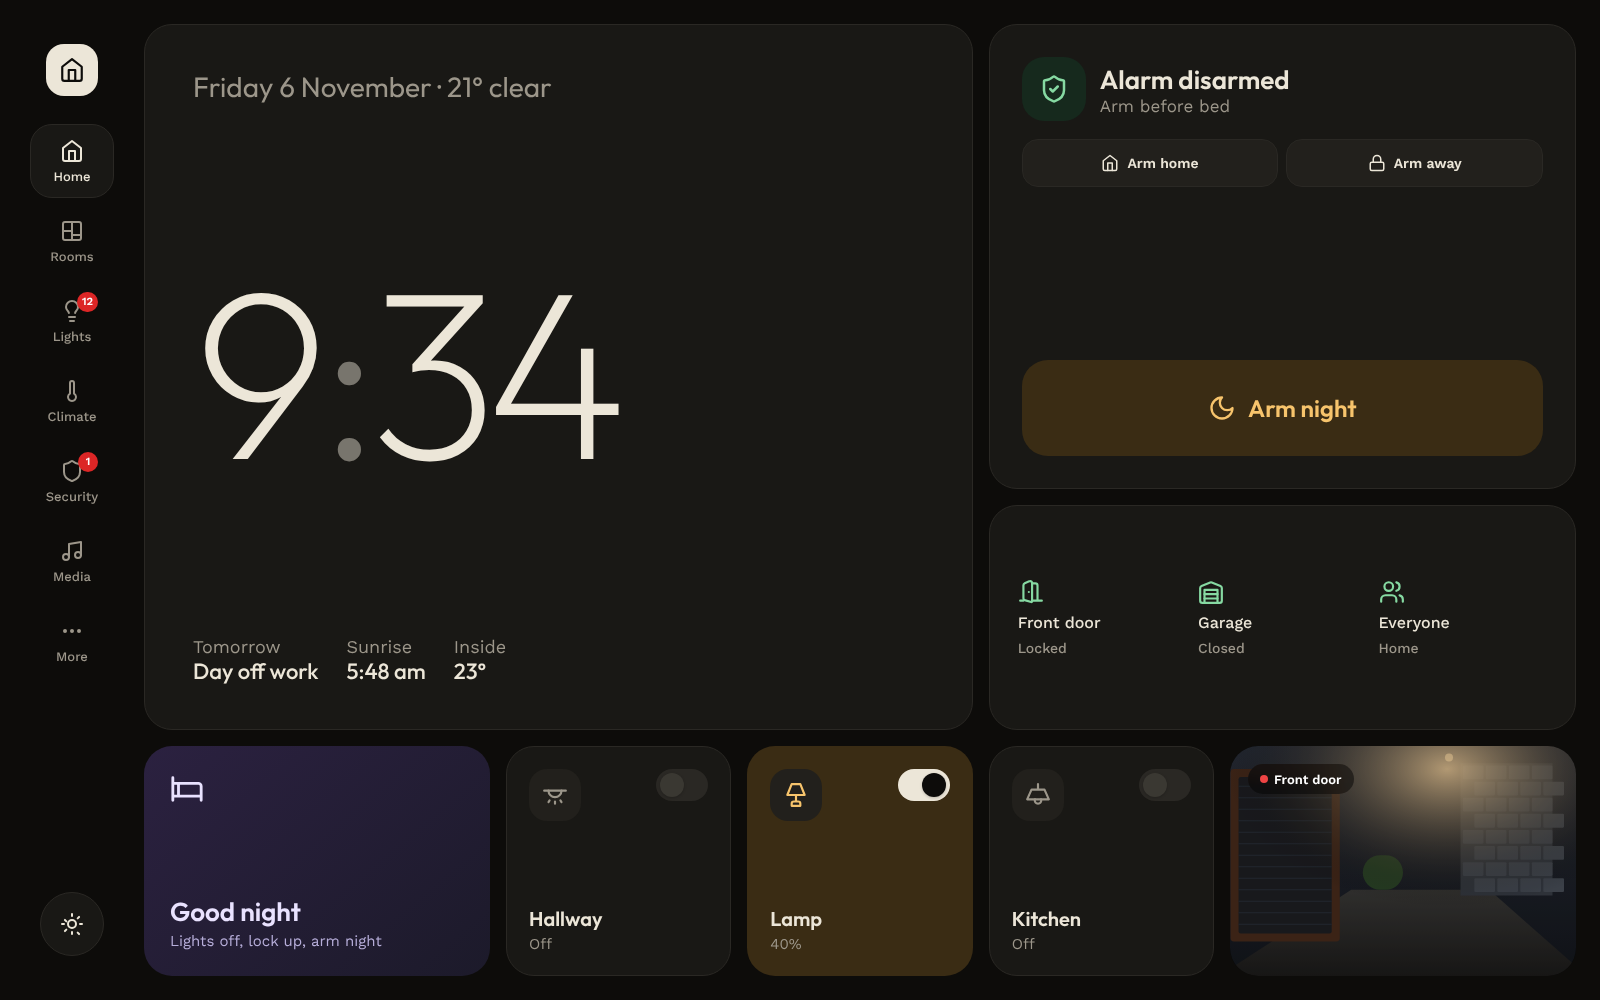 Home
Rooms
12
Lights
Climate
1
Security
Media
More
Friday 6 November · 21° clear
9:34
Tomorrow
Day off work
Sunrise
5:48 am
Inside
23°
Alarm disarmed
Arm before bed
Arm home
Arm away
Arm night
Front door
Locked
Garage
Closed
Everyone
Home
Good night
Lights off, lock up, arm night
Hallway
Off
Lamp
40%
Kitchen
Off
Front door